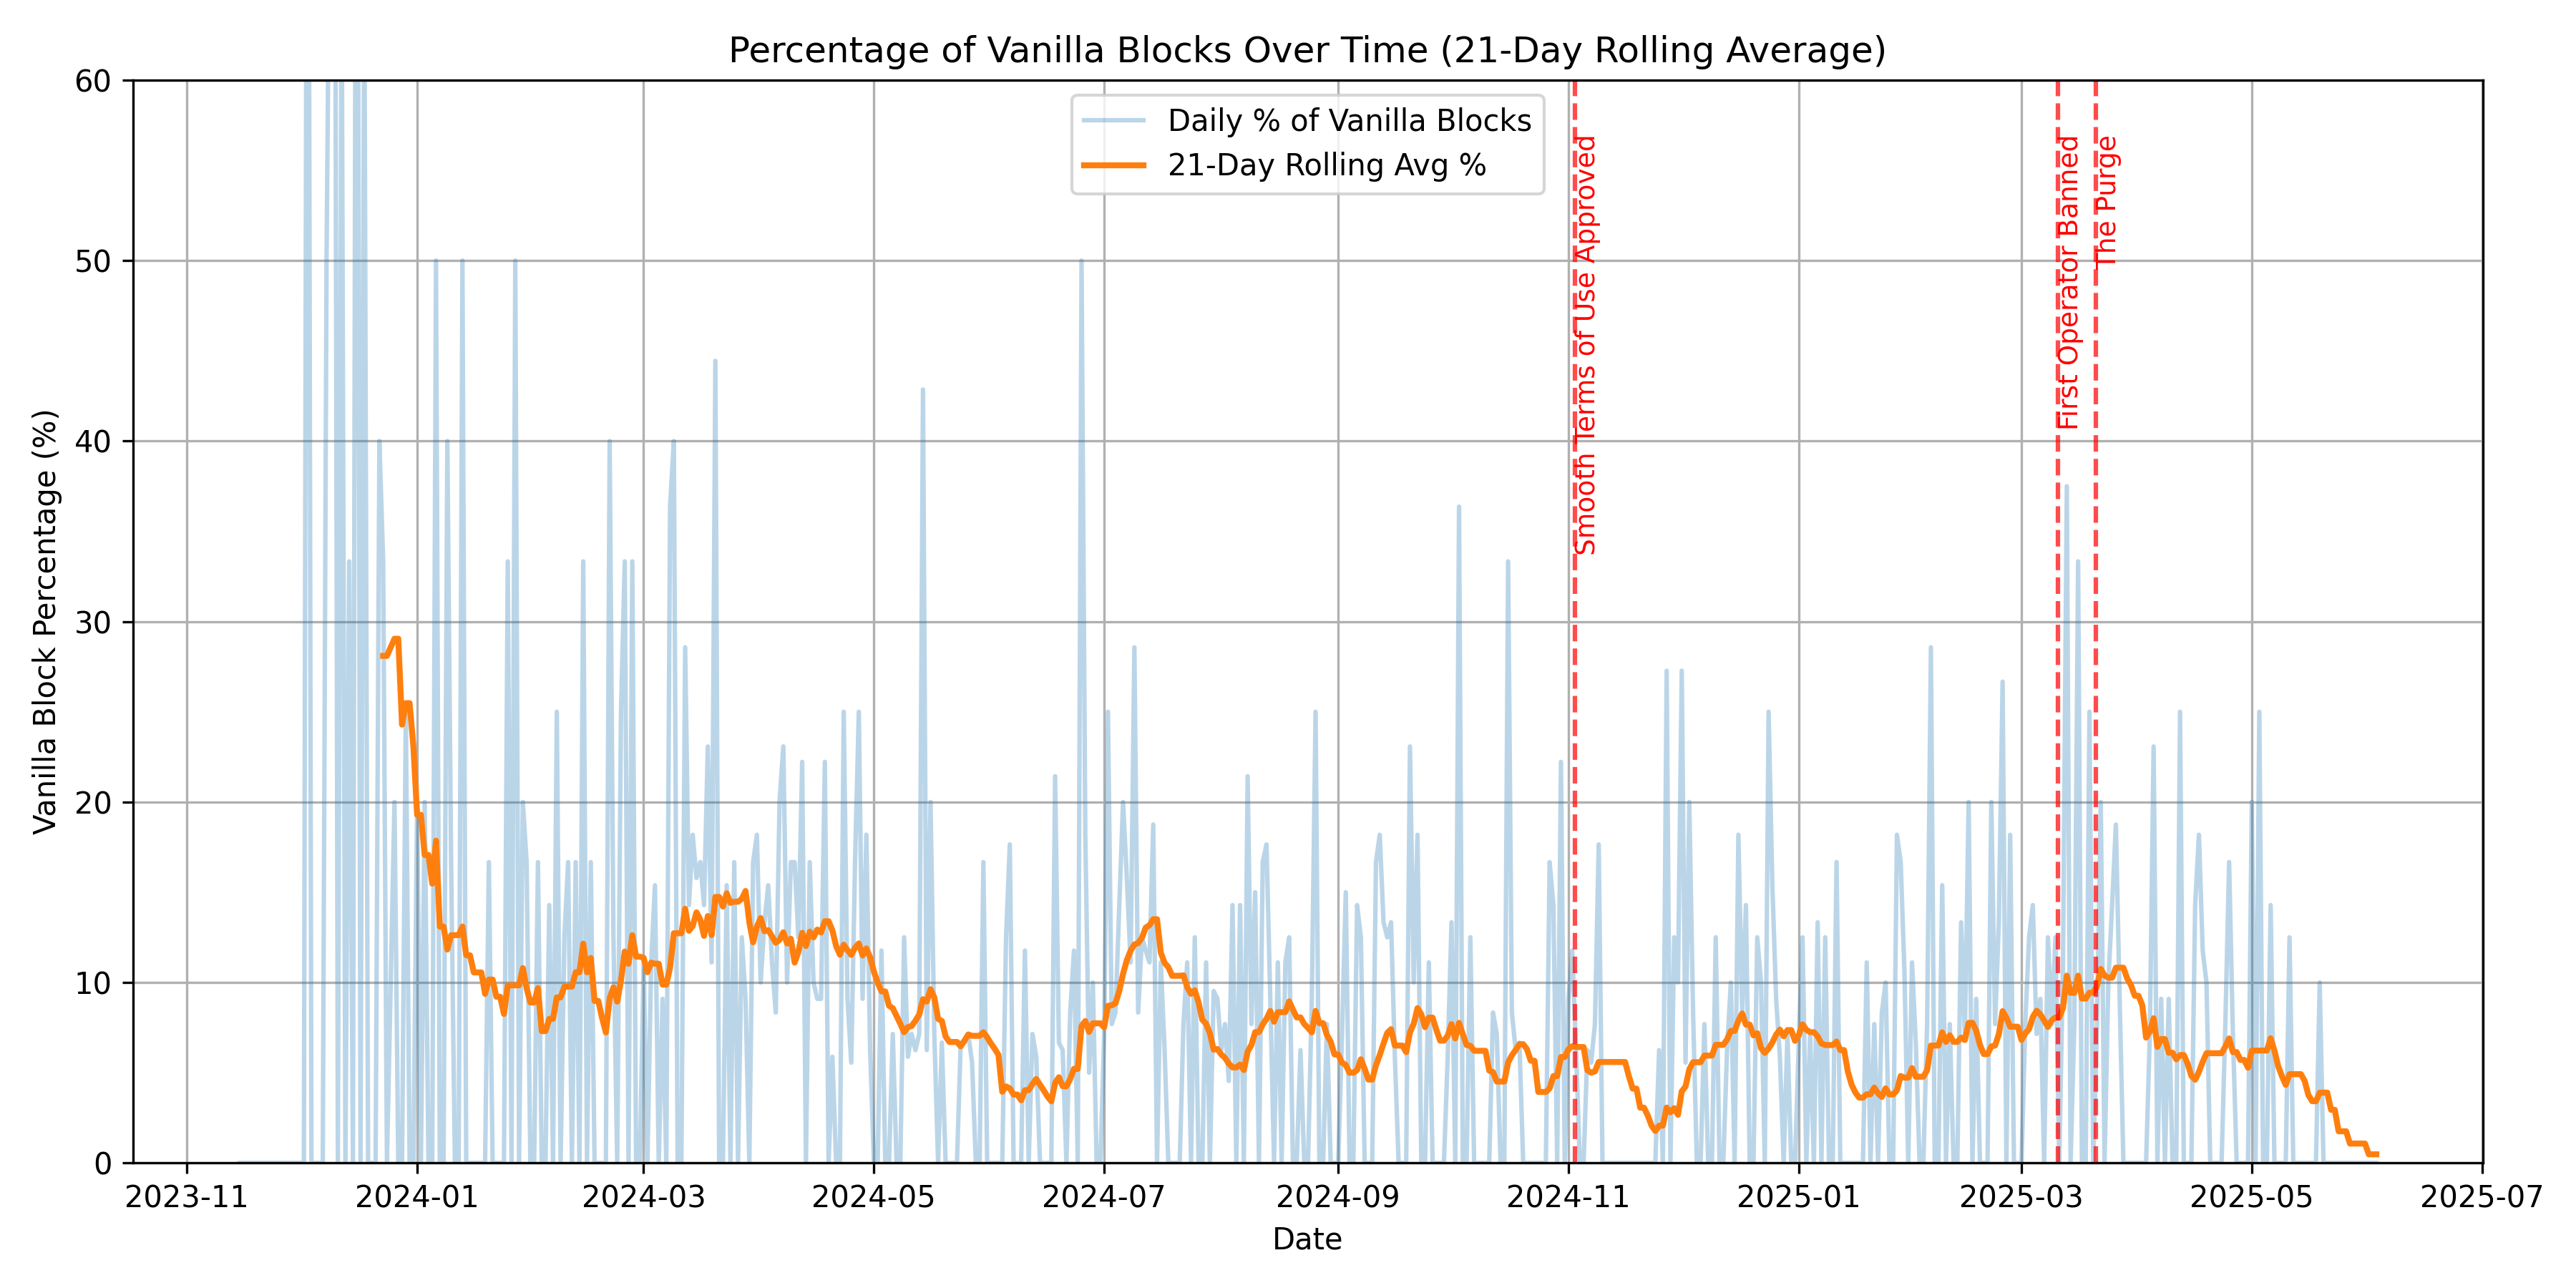 Percentage of Vanilla Blocks Over Time (21-Day Rolling Average)
Daily % of Vanilla Blocks
21-Day Rolling Avg %
Smooth Terms of Use Approved
First Operator Banned
The Purge
Vanilla Block Percentage (%)
60
50
40
30
20
10
0
2023-11
2024-01
2024-03
2024-05
2024-07
2024-09
2024-11
2025-01
2025-03
2025-05
2025-07
Date